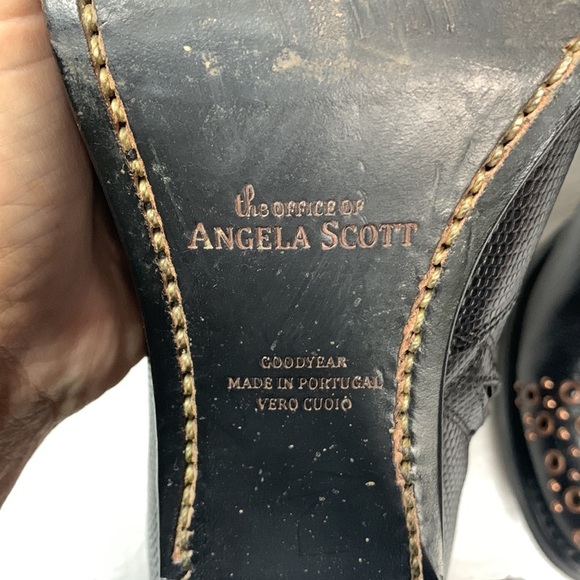 the OFFICE OF
ANGELA SCOTT
GOODYEAR
MADE IN PORTUGAL
VERO CUOIO